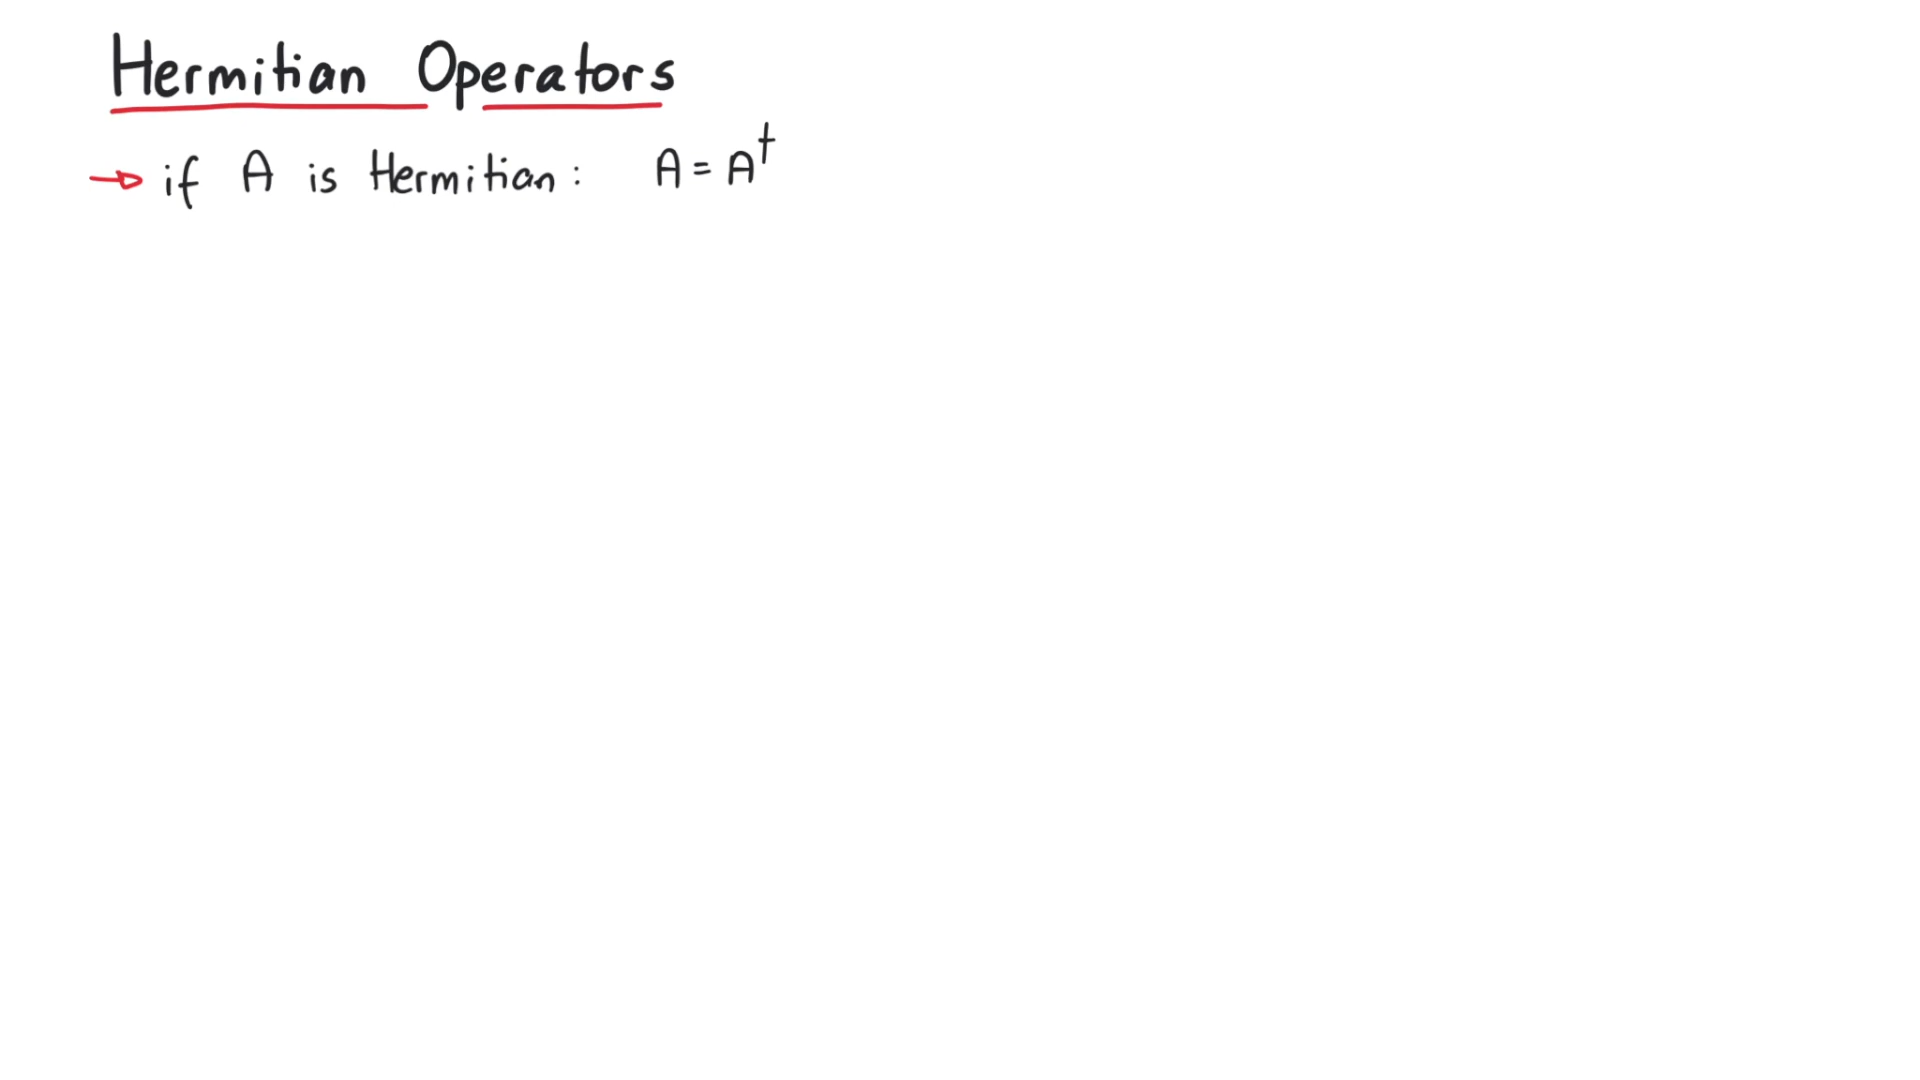 Hermitian Operators
→ if A is Hermitian: A = A†